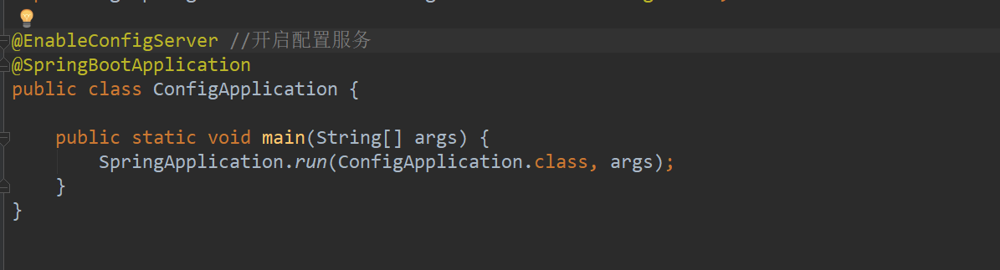 @EnableConfigServer //开启配置服务
@SpringBootApplication
public class ConfigApplication {
public static void main(String[] args) {
SpringApplication.run(ConfigApplication.class, args);
}
}